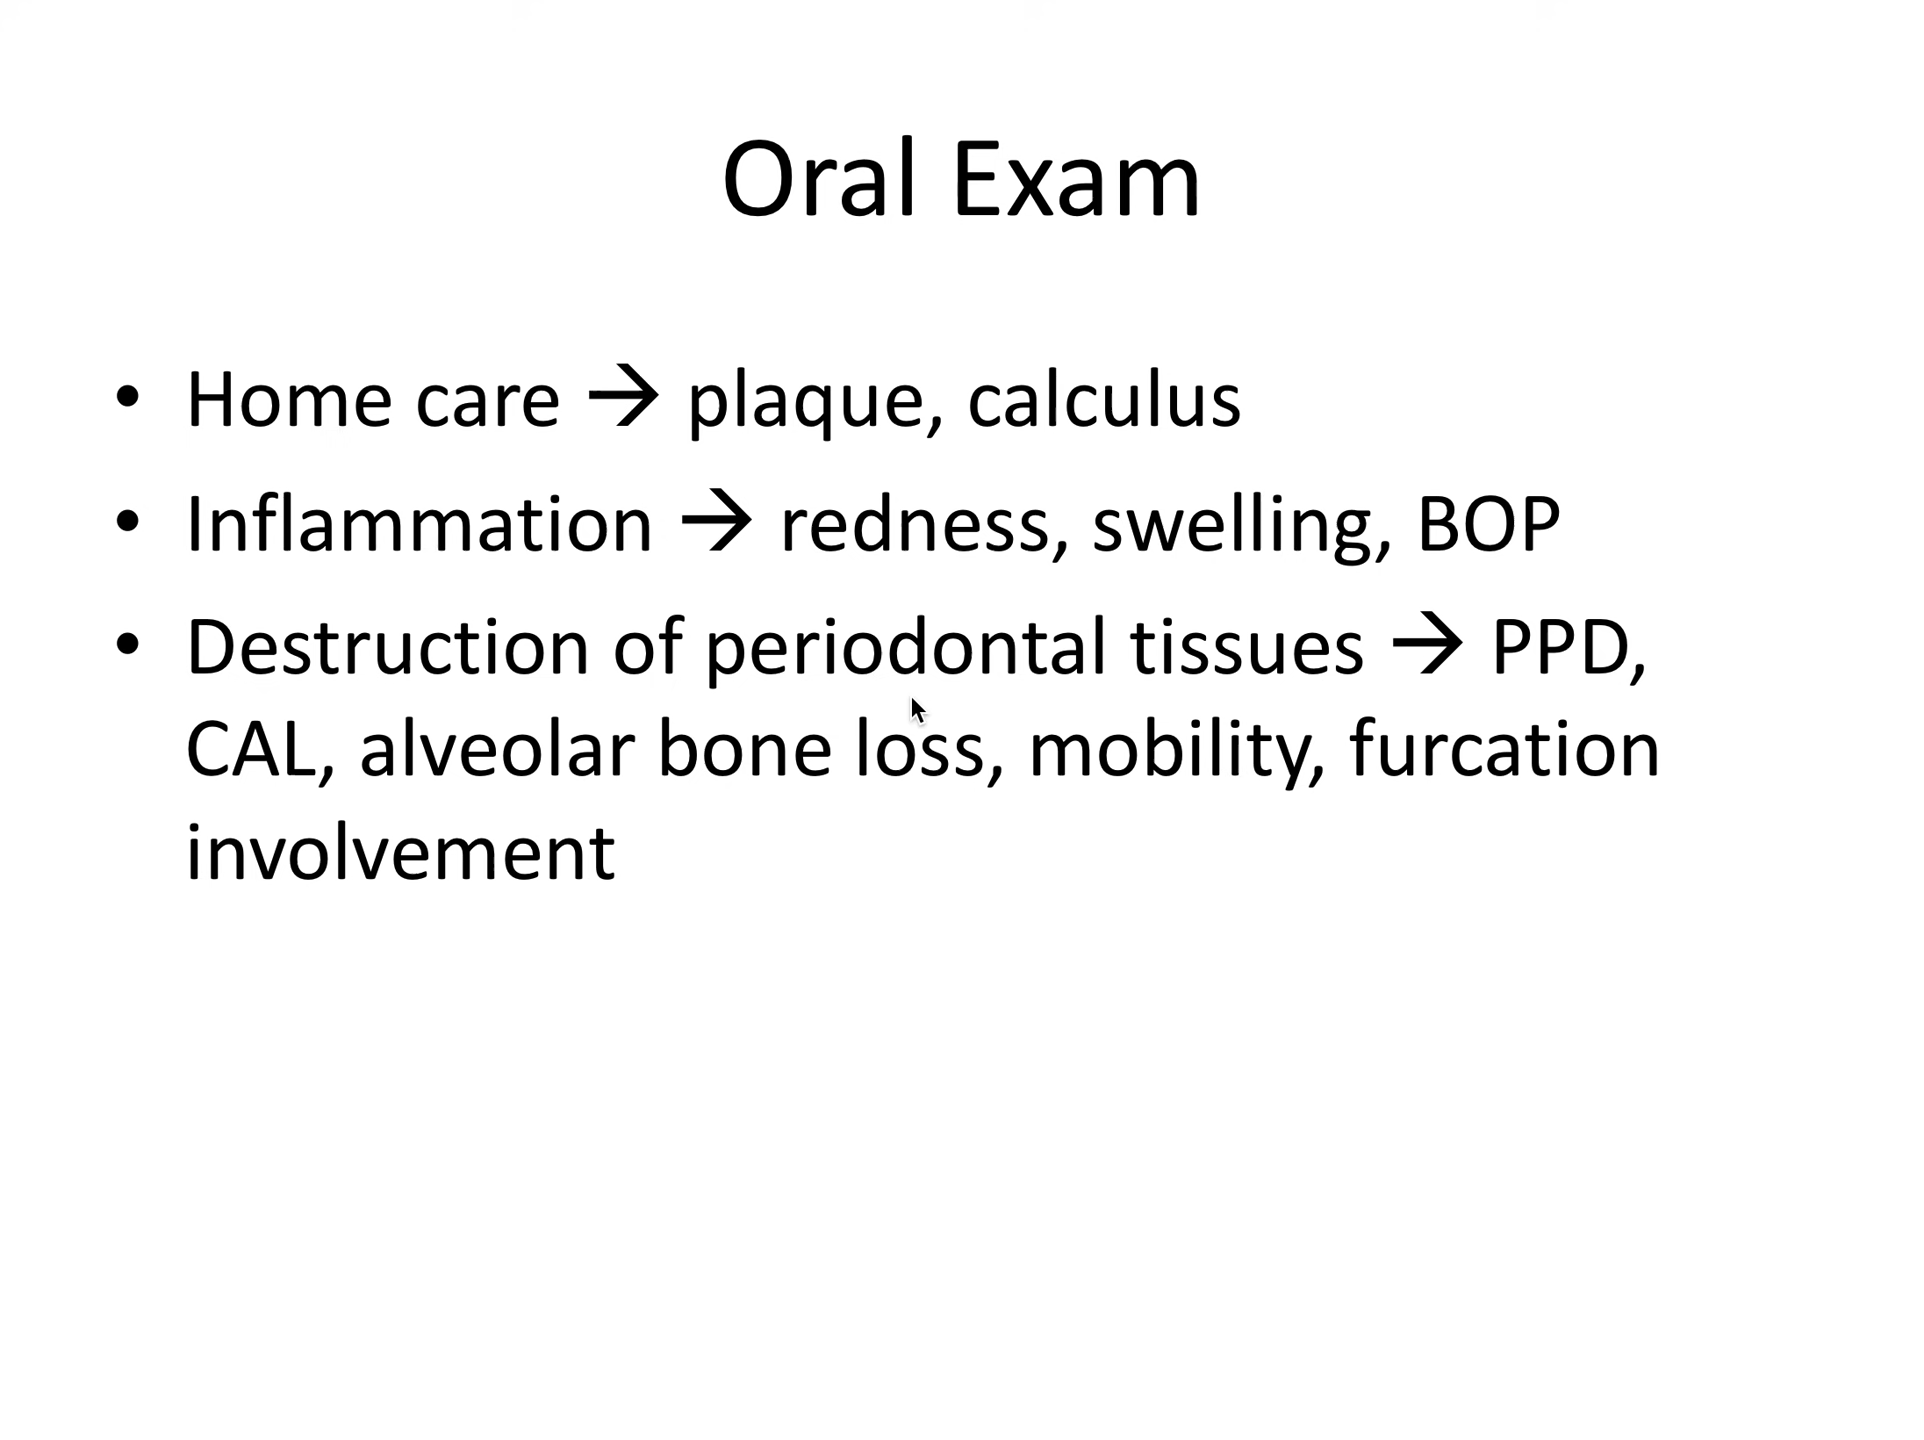 Oral Exam
• Home care → plaque, calculus
• Inflammation → redness, swelling, BOP
• Destruction of periodontal tissues → PPD,
CAL, alveolar bone loss, mobility, furcation
involvement